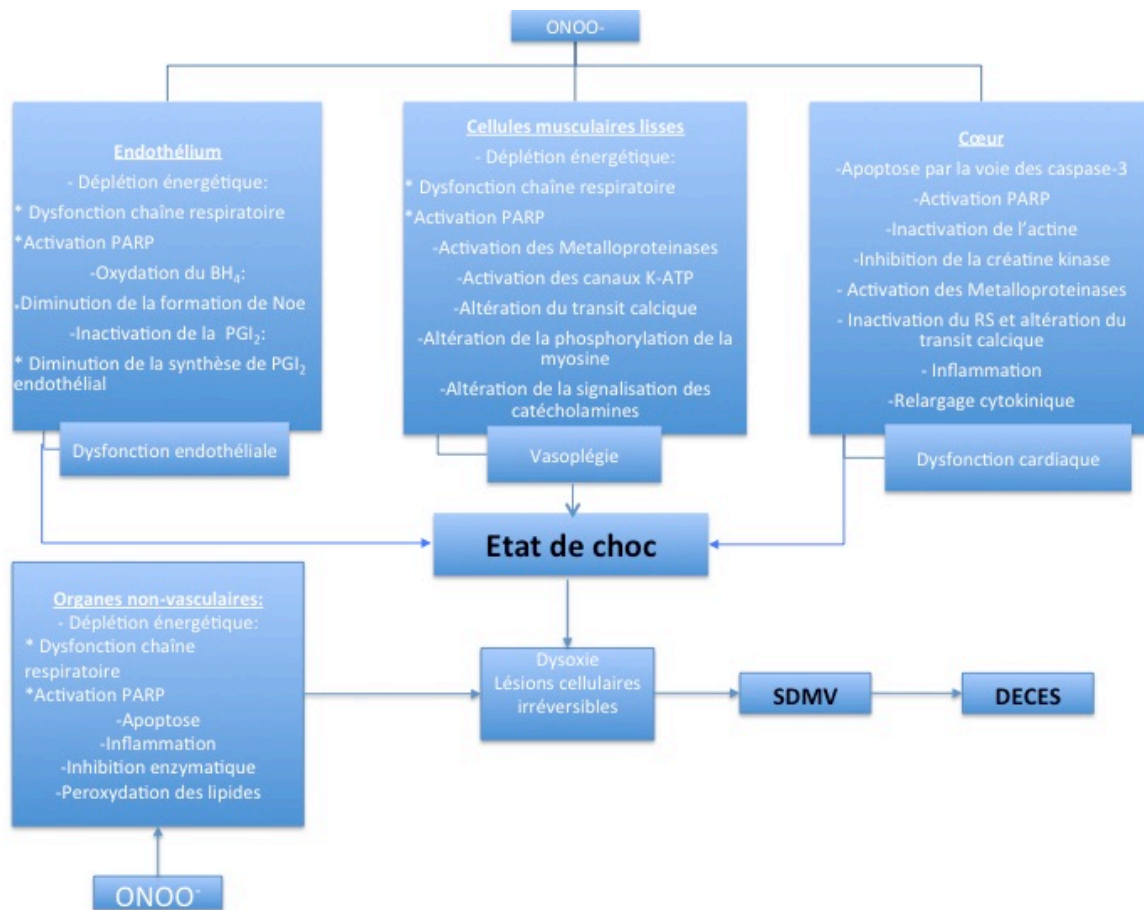 ONOO-
Endothélium
- Déplétion énergétique:
* Dysfonction chaîne respiratoire
*Activation PARP
-Oxydation du BH₄:
.Diminution de la formation de Noe
-Inactivation de la PGI₂:
* Diminution de la synthèse de PGI₂
endothélial
Dysfonction endothéliale
Cellules musculaires lisses
- Déplétion énergétique:
* Dysfonction chaîne respiratoire
*Activation PARP
-Activation des Metalloproteinases
-Activation des canaux K-ATP
-Altération du transit calcique
-Altération de la phosphorylation de la
myosine
-Altération de la signalisation des
catécholamines
Vasoplégie
Cœur
-Apoptose par la voie des caspase-3
-Activation PARP
-Inactivation de l'actine
-Inhibition de la créatine kinase
- Activation des Metalloproteinases
- Inactivation du RS et altération du
transit calcique
- Inflammation
-Relargage cytokinique
Dysfonction cardiaque
Etat de choc
Organes non-vasculaires:
- Déplétion énergétique:
* Dysfonction chaîne
respiratoire
*Activation PARP
-Apoptose
-Inflammation
-Inhibition enzymatique
-Peroxydation des lipides
Dysoxie
Lésions cellulaires
irréversibles
SDMV
DECES
ONOO⁻